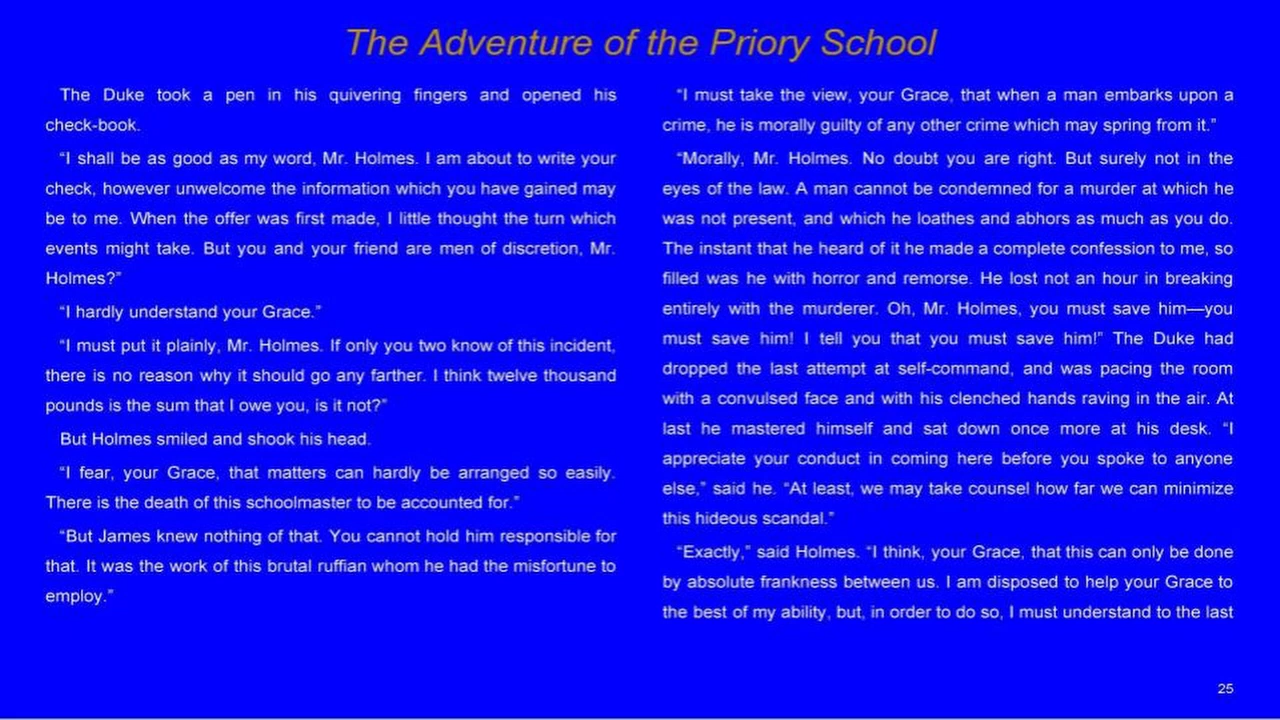 The Adventure of the Priory School
The Duke took a pen in his quivering fingers and opened his
check-book.
“I shall be as good as my word, Mr. Holmes. I am about to write your
check, however unwelcome the information which you have gained may
be to me. When the offer was first made, I little thought the turn which
events might take. But you and your friend are men of discretion, Mr.
Holmes?”
“I hardly understand your Grace.”
“I must put it plainly, Mr. Holmes. If only you two know of this incident,
there is no reason why it should go any farther. I think twelve thousand
pounds is the sum that I owe you, is it not?”
But Holmes smiled and shook his head.
“I fear, your Grace, that matters can hardly be arranged so easily.
There is the death of this schoolmaster to be accounted for.”
“But James knew nothing of that. You cannot hold him responsible for
that. It was the work of this brutal ruffian whom he had the misfortune to
employ.”
“I must take the view, your Grace, that when a man embarks upon a
crime, he is morally guilty of any other crime which may spring from it.”
“Morally, Mr. Holmes. No doubt you are right. But surely not in the
eyes of the law. A man cannot be condemned for a murder at which he
was not present, and which he loathes and abhors as much as you do.
The instant that he heard of it he made a complete confession to me, so
filled was he with horror and remorse. He lost not an hour in breaking
entirely with the murderer. Oh, Mr. Holmes, you must save him—you
must save him! I tell you that you must save him!” The Duke had
dropped the last attempt at self-command, and was pacing the room
with a convulsed face and with his clenched hands raving in the air. At
last he mastered himself and sat down once more at his desk. “I
appreciate your conduct in coming here before you spoke to anyone
else,” said he. “At least, we may take counsel how far we can minimize
this hideous scandal.”
“Exactly,” said Holmes. “I think, your Grace, that this can only be done
by absolute frankness between us. I am disposed to help your Grace to
the best of my ability, but, in order to do so, I must understand to the last
25